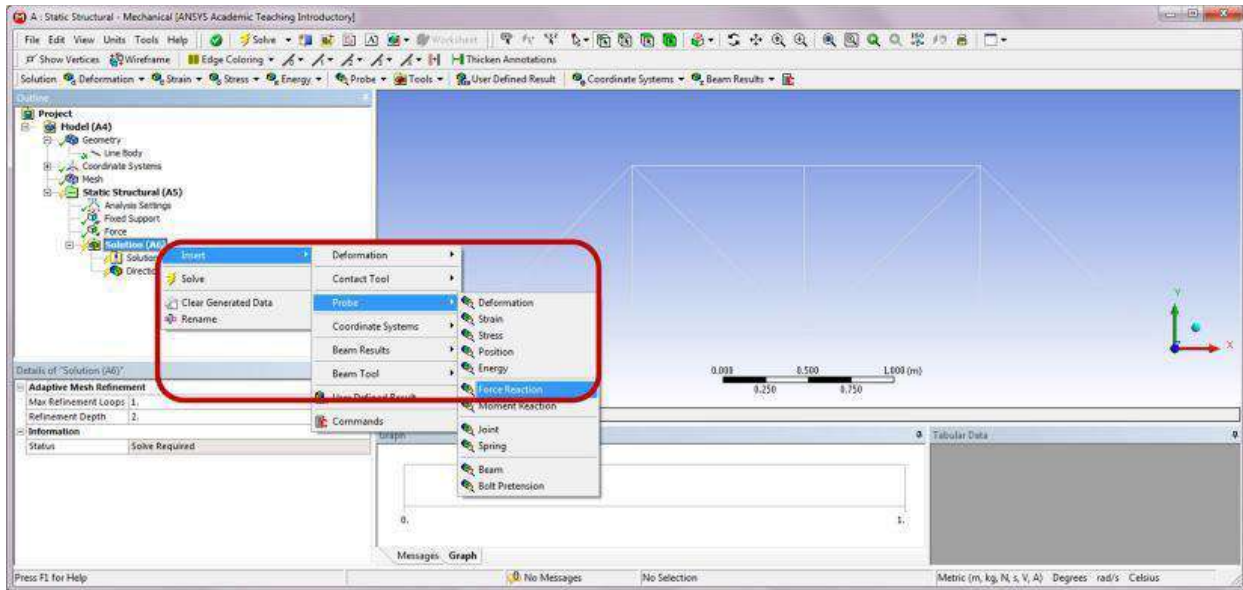 A : Static Structural - Mechanical [ANSYS Academic Teaching Introductory]
File Edit View Units Tools Help Solve Worksheet
Show Vertices Wireframe Edge Coloring Thicken Annotations
Solution Deformation Strain Stress Energy Probe Tools User Defined Result Coordinate Systems Beam Results
Outline
Project
Model (A4)
Geometry
Line Body
Coordinate Systems
Mesh
Static Structural (A5)
Analysis Settings
Fixed Support
Force
Solution (A6)
Solution
Directi
Insert
Solve
Clear Generated Data
Rename
Deformation
Contact Tool
Probe
Coordinate Systems
Beam Results
Beam Tool
User Defined Result
Commands
Deformation
Strain
Stress
Position
Energy
Force Reaction
Moment Reaction
Joint
Spring
Beam
Bolt Pretension
Y
X
0.000 0.500 1.000 (m)
0.250 0.750
Details of "Solution (A6)"
Adaptive Mesh Refinement
Max Refinement Loops 1.
Refinement Depth 2.
Information
Status Solve Required
Graph
0. 1.
Messages Graph
Tabular Data
Press F1 for Help No Messages No Selection Metric (m, kg, N, s, V, A) Degrees rad/s Celsius